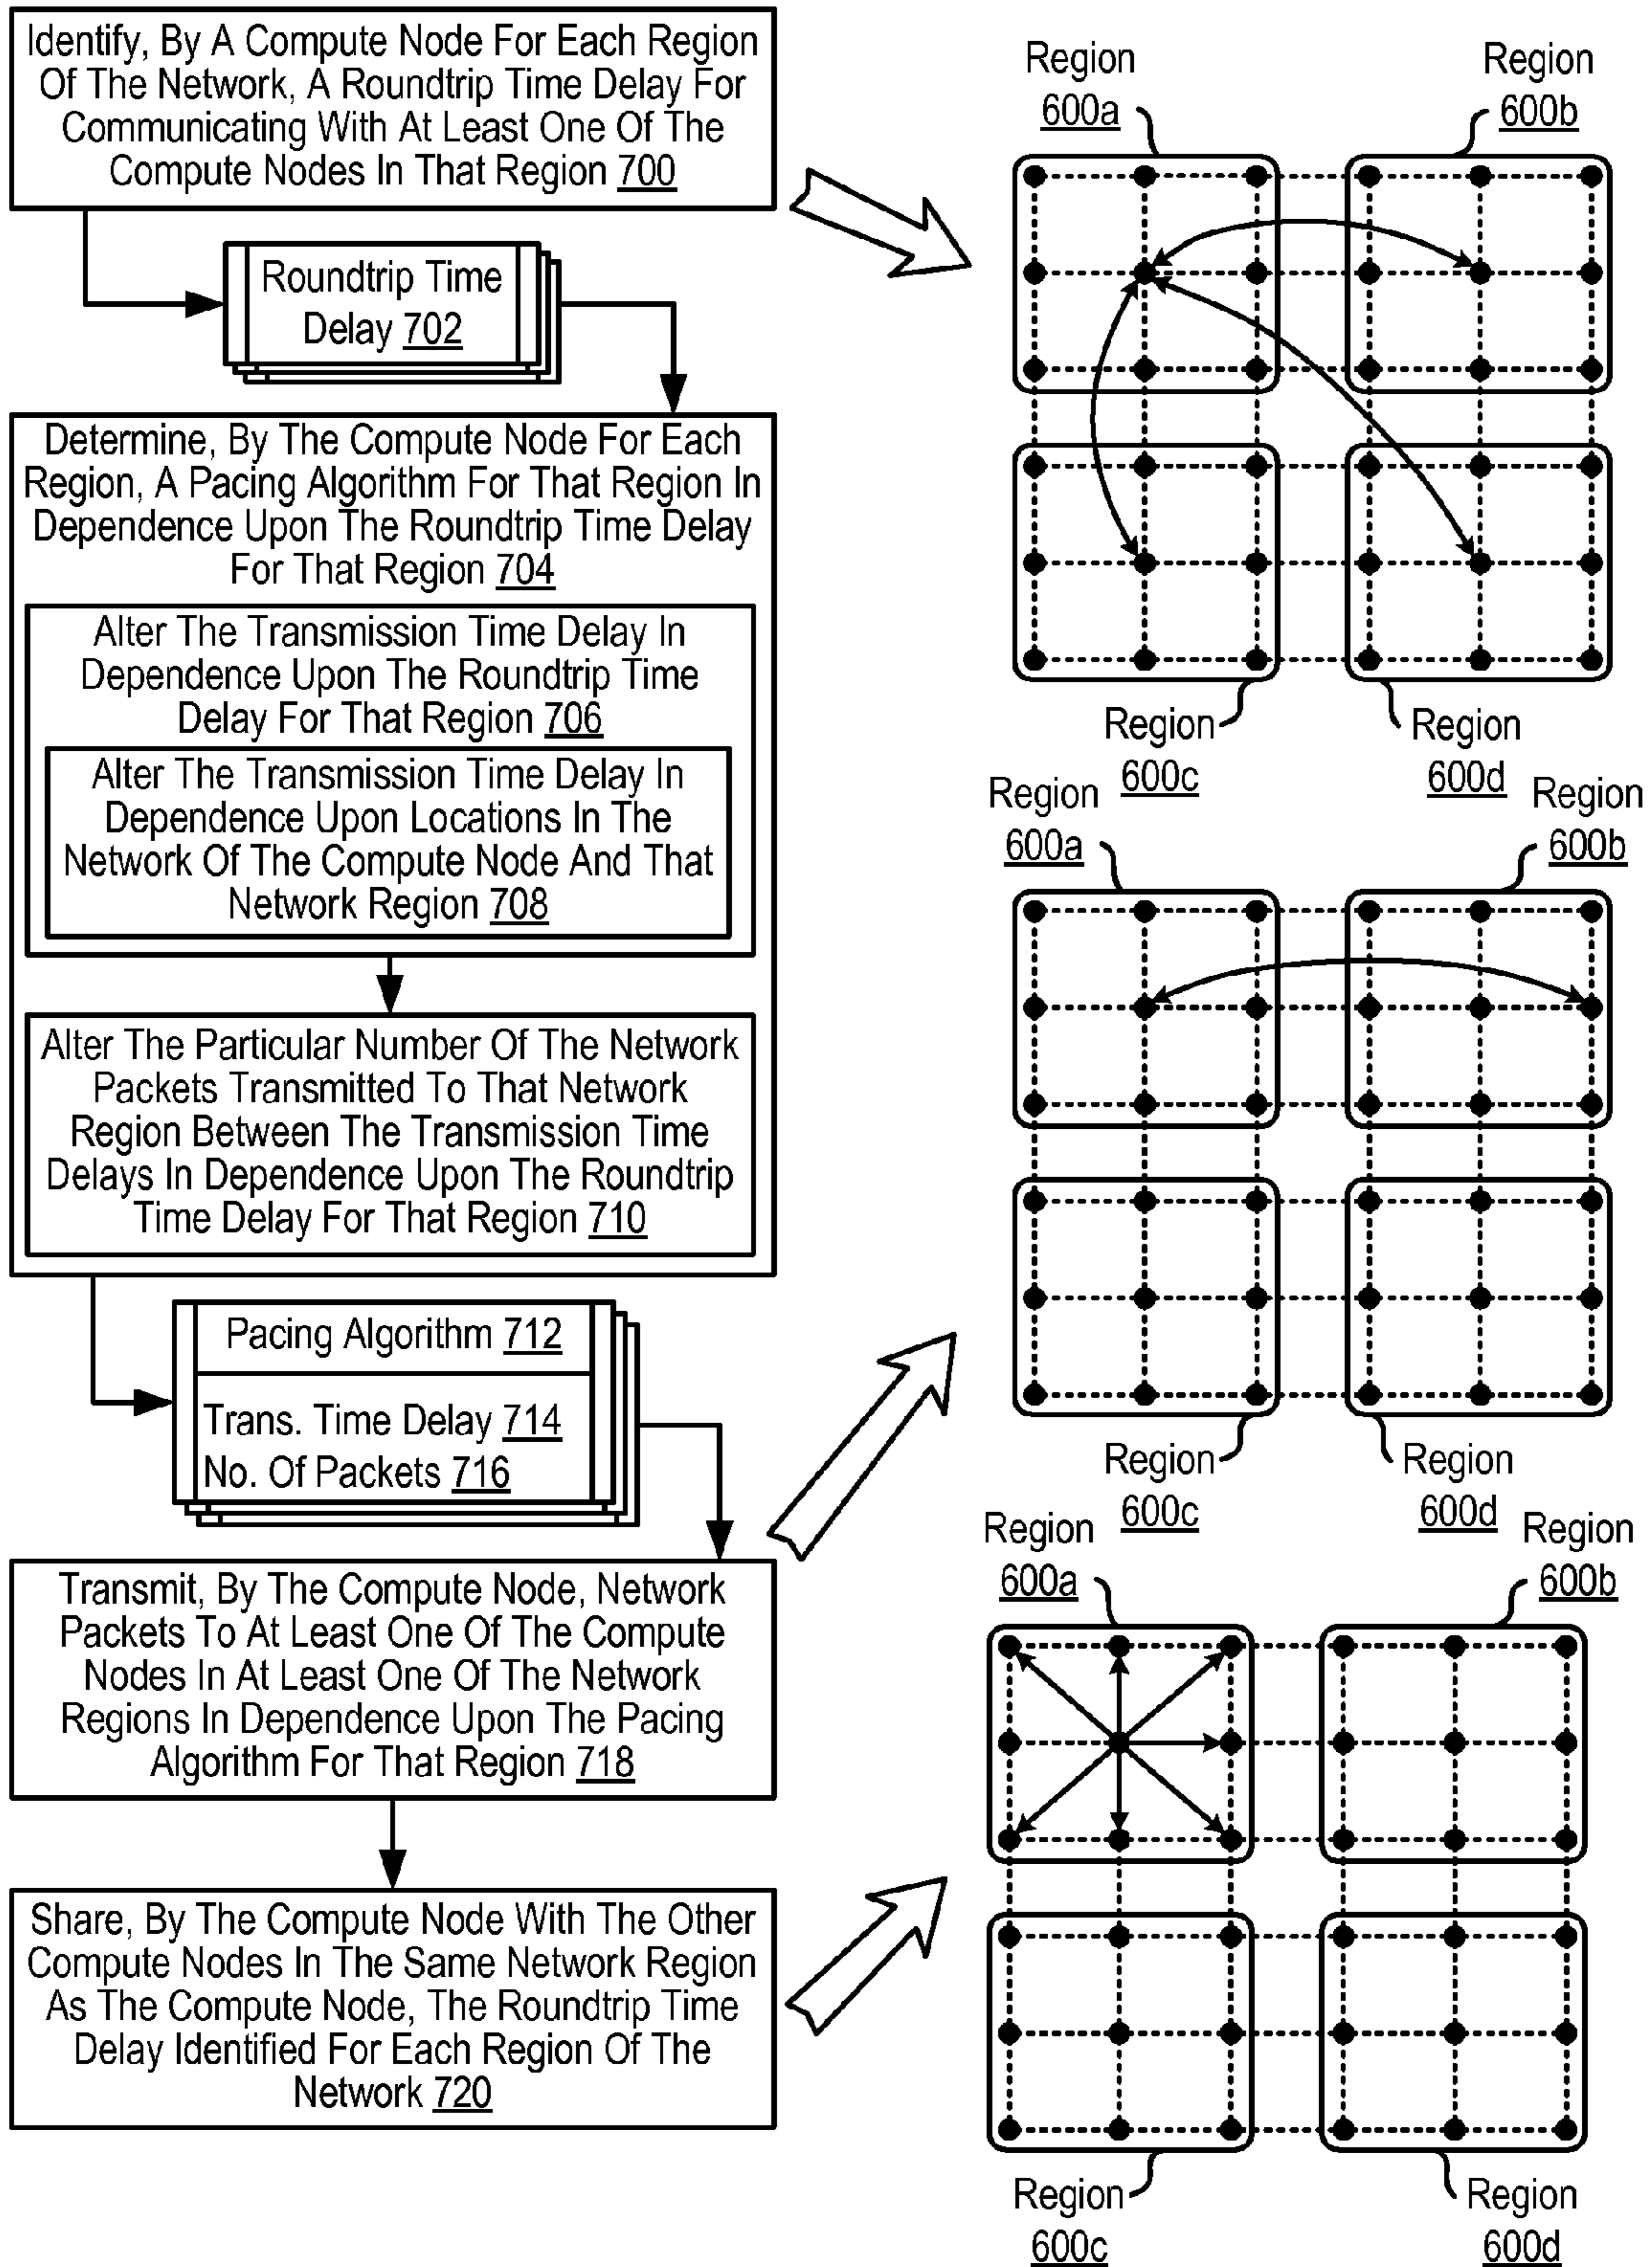 Identify, By A Compute Node For Each Region
Of The Network, A Roundtrip Time Delay For
Communicating With At Least One Of The
Compute Nodes In That Region 700
Roundtrip Time
Delay 702
Determine, By The Compute Node For Each
Region, A Pacing Algorithm For That Region In
Dependence Upon The Roundtrip Time Delay
For That Region 704
Alter The Transmission Time Delay In
Dependence Upon The Roundtrip Time
Delay For That Region 706
Alter The Transmission Time Delay In
Dependence Upon Locations In The
Network Of The Compute Node And That
Network Region 708
Alter The Particular Number Of The Network
Packets Transmitted To That Network
Region Between The Transmission Time
Delays In Dependence Upon The Roundtrip
Time Delay For That Region 710
Pacing Algorithm 712
Trans. Time Delay 714
No. Of Packets 716
Transmit, By The Compute Node, Network
Packets To At Least One Of The Compute
Nodes In At Least One Of The Network
Regions In Dependence Upon The Pacing
Algorithm For That Region 718
Share, By The Compute Node With The Other
Compute Nodes In The Same Network Region
As The Compute Node, The Roundtrip Time
Delay Identified For Each Region Of The
Network 720
Region
600a
Region
600b
Region
600c
Region
600d
Region
600a
Region
600b
Region
600c
Region
600d
Region
600a
Region
600b
Region
600c
Region
600d